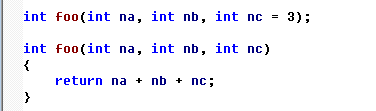 int foo(int na, int nb, int nc = 3);
int foo(int na, int nb, int nc)
{
return na + nb + nc;
}